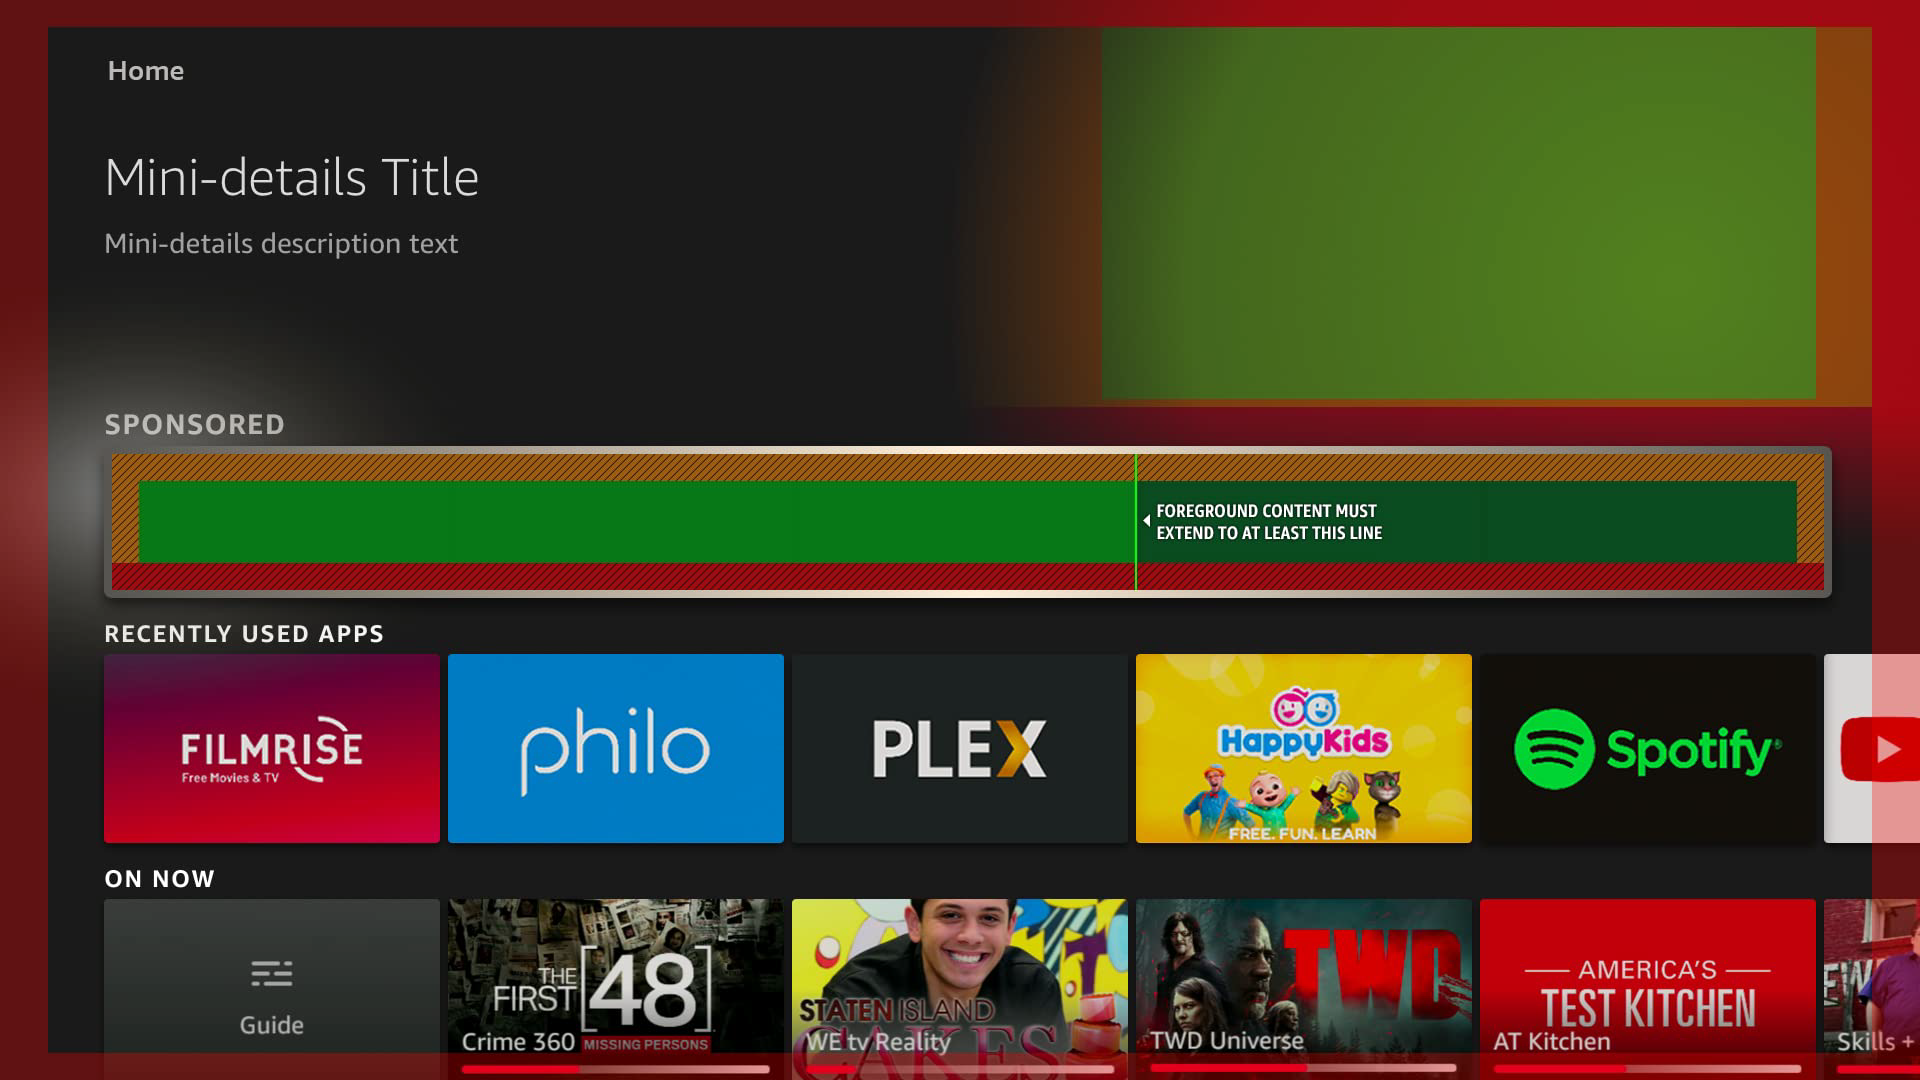 Home
Mini-details Title
Mini-details description text
SPONSORED
FOREGROUND CONTENT MUST
EXTEND TO AT LEAST THIS LINE
RECENTLY USED APPS
FILMRISE
Free Movies & TV
philo
PLEX
HappyKids
FREE. FUN. LEARN
Spotify
ON NOW
Guide
THE
FIRST
48
MISSING PERSONS
Crime 360
STATEN ISLAND
CAKES
WE tv Reality
TWD
TWD Universe
AMERICA'S
TEST KITCHEN
AT Kitchen
Skills +